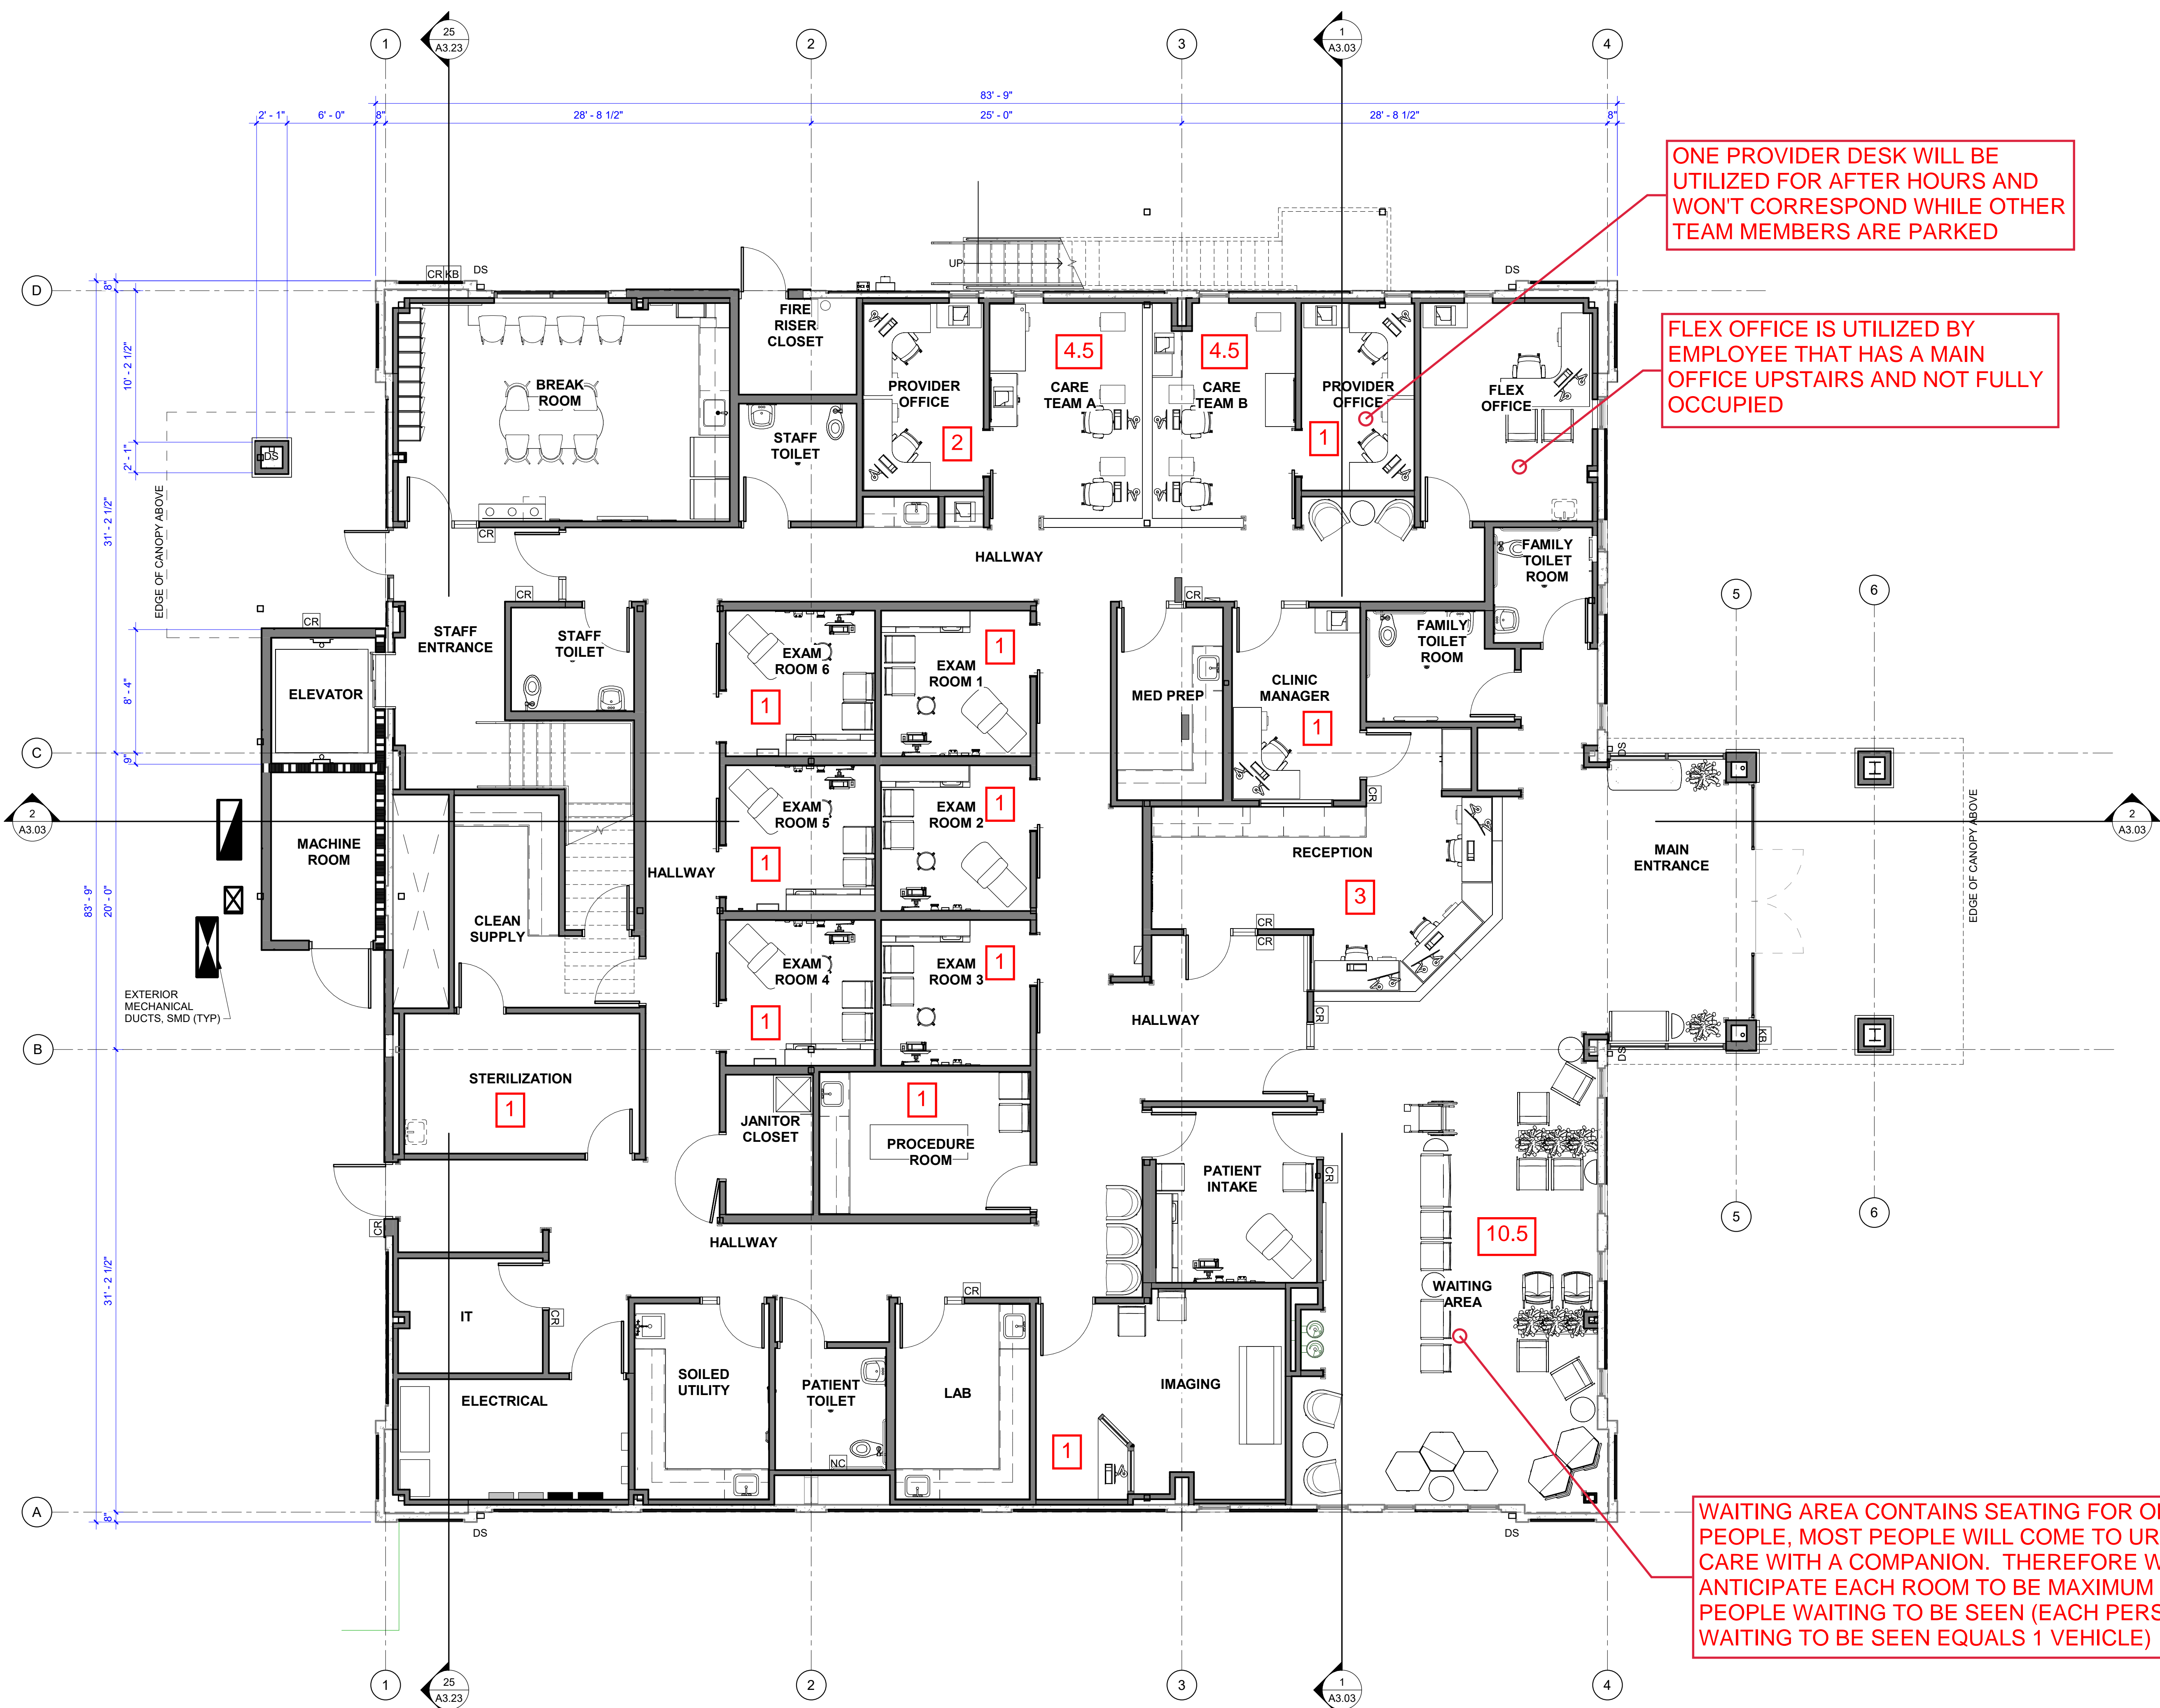 25
A3.23
1
A3.03
1
2
3
4
83' - 9"
2' - 1"
6' - 0"
8"
28' - 8 1/2"
25' - 0"
28' - 8 1/2"
8"
ONE PROVIDER DESK WILL BE
UTILIZED FOR AFTER HOURS AND
WON'T CORRESPOND WHILE OTHER
TEAM MEMBERS ARE PARKED
FLEX OFFICE IS UTILIZED BY
EMPLOYEE THAT HAS A MAIN
OFFICE UPSTAIRS AND NOT FULLY
OCCUPIED
UP
CR KB
DS
DS
D
8"
10' - 2 1/2"
2' - 1"
31' - 2 1/2"
8' - 4"
9"
83' - 9"
20' - 0"
31' - 2 1/2"
8"
EDGE OF CANOPY ABOVE
DS
BREAK
ROOM
FIRE
RISER
CLOSET
STAFF
TOILET
PROVIDER
OFFICE
2
4.5
CARE
TEAM A
4.5
CARE
TEAM B
PROVIDER
OFFICE
1
FLEX
OFFICE
CR
HALLWAY
FAMILY
TOILET
ROOM
CR
CR
CR
STAFF
ENTRANCE
STAFF
TOILET
EXAM
ROOM 6
1
EXAM
ROOM 1
1
MED PREP
CLINIC
MANAGER
1
FAMILY
TOILET
ROOM
5
6
ELEVATOR
C
DS
2
A3.03
MACHINE
ROOM
CLEAN
SUPPLY
HALLWAY
EXAM
ROOM 5
1
EXAM
ROOM 2
1
CR
RECEPTION
3
MAIN
ENTRANCE
EDGE OF CANOPY ABOVE
2
A3.03
CR
CR
EXTERIOR
MECHANICAL
DUCTS, SMD (TYP)
EXAM
ROOM 4
1
EXAM
ROOM 3
1
HALLWAY
CR
B
DS
KB
STERILIZATION
1
JANITOR
CLOSET
1
PROCEDURE
ROOM
PATIENT
INTAKE
CR
10.5
WAITING
AREA
5
6
CR
HALLWAY
IT
CR
CR
ELECTRICAL
SOILED
UTILITY
PATIENT
TOILET
NC
LAB
1
IMAGING
A
DS
DS
WAITING AREA CONTAINS SEATING FOR
PEOPLE, MOST PEOPLE WILL COME TO
CARE WITH A COMPANION. THEREFORE
ANTICIPATE EACH ROOM TO BE MAXIMUM
PEOPLE WAITING TO BE SEEN (EACH
WAITING TO BE SEEN EQUALS 1 VEHICLE)
1
25
A3.23
2
3
1
A3.03
4